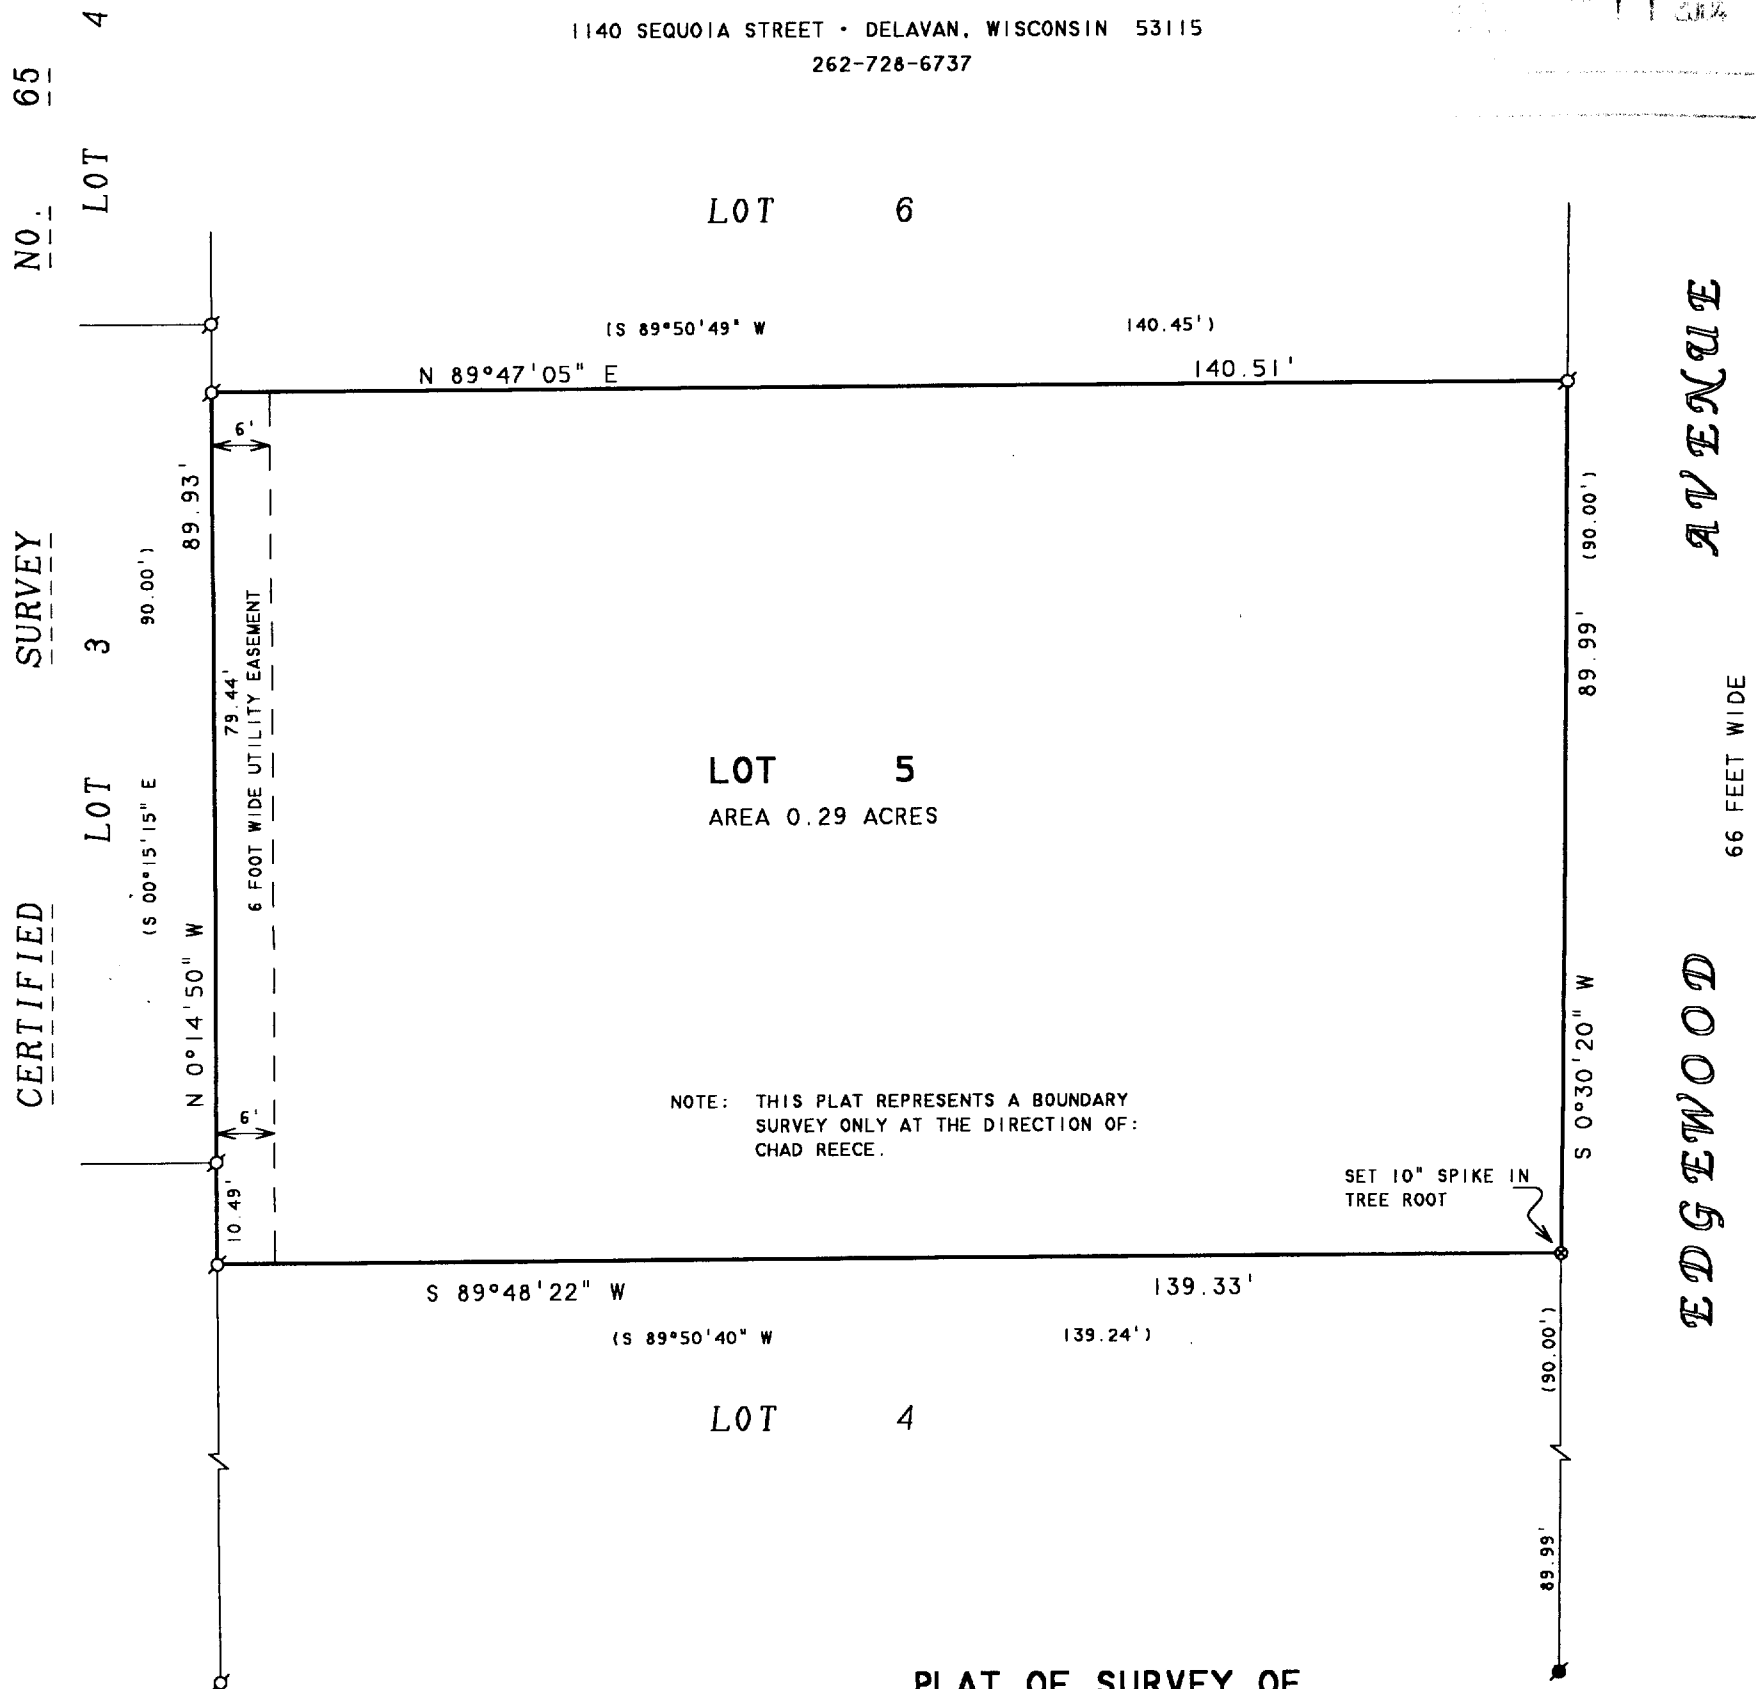 1140 SEQUOIA STREET • DELAVAN, WISCONSIN 53115
262-728-6737
CERTIFIED SURVEY NO. 65
LOT 3
LOT 4
LOT 6
(S 89°50'49" W 140.45')
N 89°47'05" E 140.51'
6'
89.93'
N 0°14'50" W
(S 00°15'15" E 90.00')
79.44'
6 FOOT WIDE UTILITY EASEMENT
6'
10.49'
LOT 5
AREA 0.29 ACRES
(90.00')
89.99'
S 0°30'20" W
EDGEWOOD AVENUE
66 FEET WIDE
NOTE: THIS PLAT REPRESENTS A BOUNDARY
SURVEY ONLY AT THE DIRECTION OF:
CHAD REECE.
SET 10" SPIKE IN
TREE ROOT
S 89°48'22" W 139.33'
(S 89°50'40" W 139.24')
(90.00')
LOT 4
89.99'
PLAT OF SURVEY OF